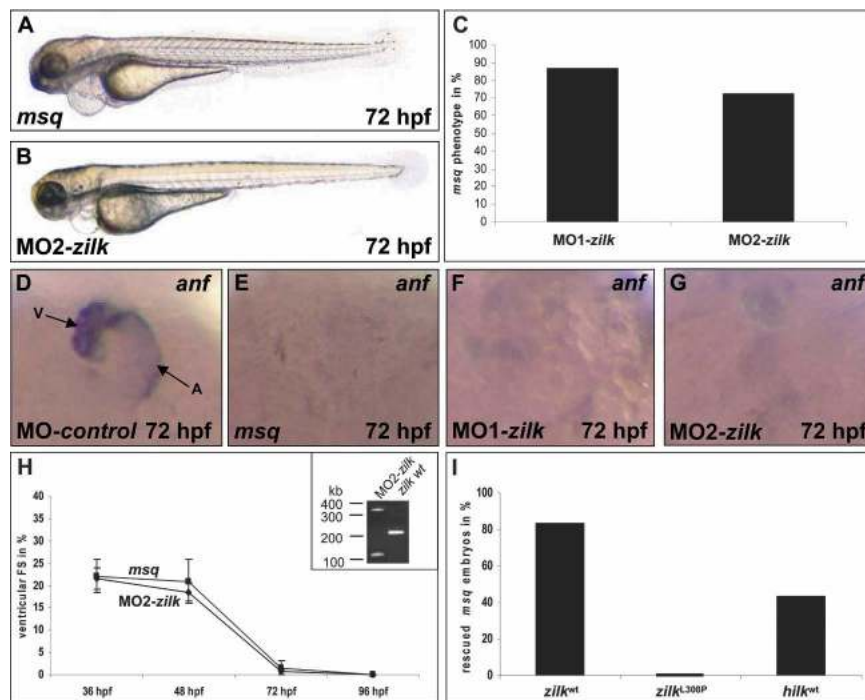 A
msq 72 hpf
B
MO2-zilk 72 hpf
C
msq phenotype in %
100
90
80
70
60
50
40
30
20
10
0
MO1-zilk MO2-zilk
D anf
V
A
MO-control 72 hpf
E anf
msq 72 hpf
F anf
MO1-zilk 72 hpf
G anf
MO2-zilk 72 hpf
H
ventricular FS in %
40
35
30
25
20
15
10
5
0
msq
MO2-zilk
36 hpf 48 hpf 72 hpf 96 hpf
kb
MO2-zilk
zilk wt
400
300
200
100
I
rescued msq embryos in %
100
80
60
40
20
0
zilkwt zilkL308P hilkwt